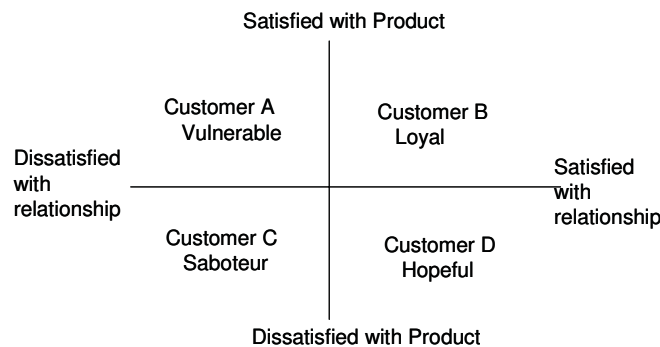 Satisfied with Product
Customer A
Vulnerable
Customer B
Loyal
Dissatisfied
with
relationship
Satisfied
with
relationship
Customer C
Saboteur
Customer D
Hopeful
Dissatisfied with Product